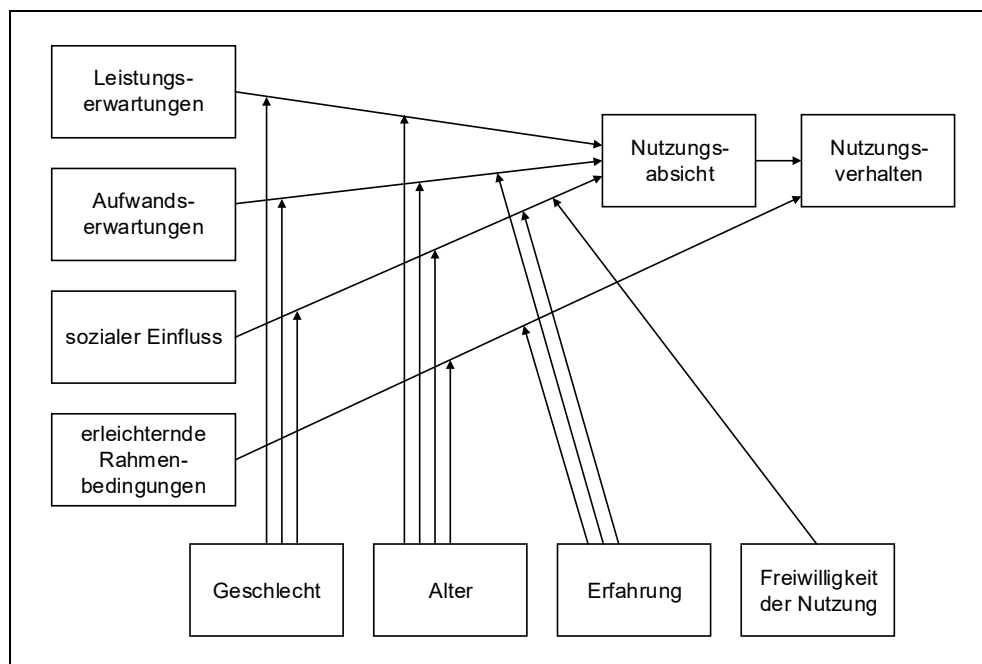 Leistungs-
erwartungen
Nutzungs-
absicht
Nutzungs-
verhalten
Aufwands-
erwartungen
sozialer Einfluss
erleichternde
Rahmen-
bedingungen
Geschlecht
Alter
Erfahrung
Freiwilligkeit
der Nutzung